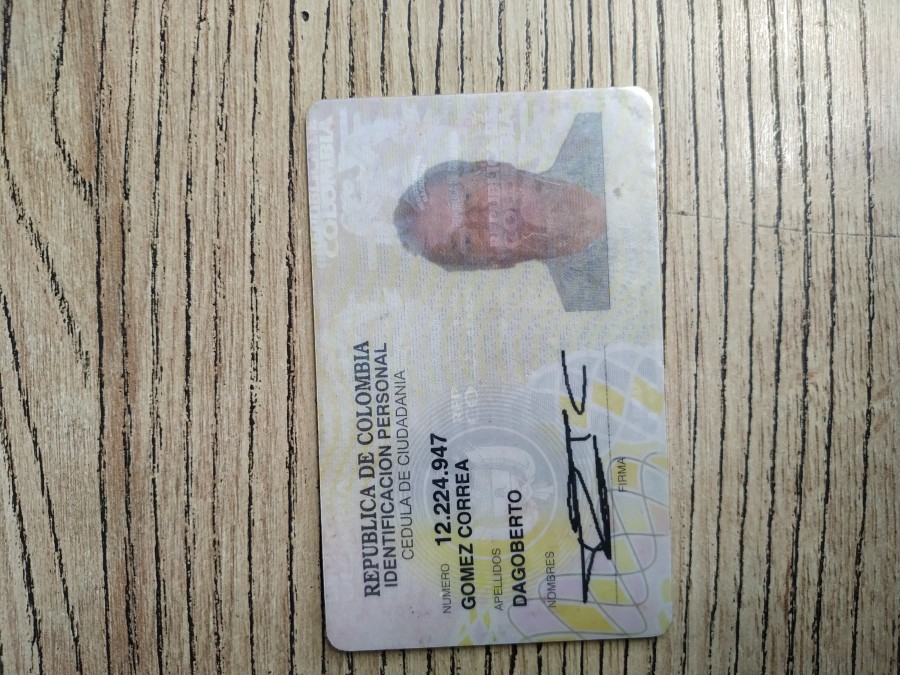 REPUBLICA DE COLOMBIA
IDENTIFICACION PERSONAL
CEDULA DE CIUDADANIA
NUMERO 12.224.947
GOMEZ CORREA
APELLIDOS
DAGOBERTO
NOMBRES
FIRMA
COLOMBIA